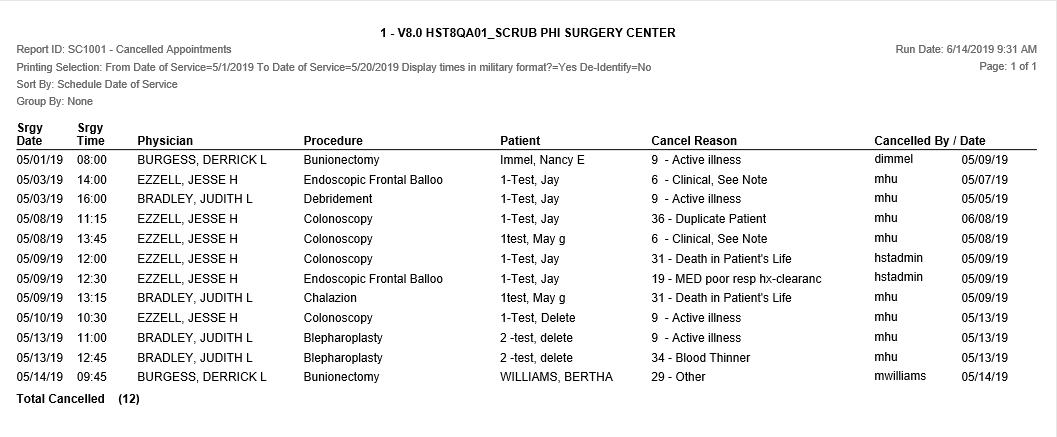 1 - V8.0 HST8QA01_SCRUB PHI SURGERY CENTER
Report ID: SC1001 - Cancelled Appointments Run Date: 6/14/2019 9:31 AM
Printing Selection: From Date of Service=5/1/2019 To Date of Service=5/20/2019 Display times in military format?=Yes De-Identify=No Page: 1 of 1
Sort By: Schedule Date of Service
Group By: None
Srgy Srgy
Date Time Physician Procedure Patient Cancel Reason Cancelled By / Date
05/01/19 08:00 BURGESS, DERRICK L Bunionectomy Immel, Nancy E 9 - Active illness dimmel 05/09/19
05/03/19 14:00 EZZELL, JESSE H Endoscopic Frontal Balloo 1-Test, Jay 6 - Clinical, See Note mhu 05/07/19
05/03/19 16:00 BRADLEY, JUDITH L Debridement 1-Test, Jay 9 - Active illness mhu 05/05/19
05/08/19 11:15 EZZELL, JESSE H Colonoscopy 1-Test, Jay 36 - Duplicate Patient mhu 06/08/19
05/08/19 13:45 EZZELL, JESSE H Colonoscopy 1test, May g 6 - Clinical, See Note mhu 05/08/19
05/09/19 12:00 EZZELL, JESSE H Colonoscopy 1-Test, Jay 31 - Death in Patient's Life hstadmin 05/09/19
05/09/19 12:30 EZZELL, JESSE H Endoscopic Frontal Balloo 1-Test, Jay 19 - MED poor resp hx-clearanc hstadmin 05/09/19
05/09/19 13:15 BRADLEY, JUDITH L Chalazion 1test, May g 31 - Death in Patient's Life mhu 05/09/19
05/10/19 10:30 EZZELL, JESSE H Colonoscopy 1-Test, Delete 9 - Active illness mhu 05/13/19
05/13/19 11:00 BRADLEY, JUDITH L Blepharoplasty 2 -test, delete 9 - Active illness mhu 05/13/19
05/13/19 12:45 BRADLEY, JUDITH L Blepharoplasty 2 -test, delete 34 - Blood Thinner mhu 05/13/19
05/14/19 09:45 BURGESS, DERRICK L Bunionectomy WILLIAMS, BERTHA 29 - Other mwilliams 05/14/19
Total Cancelled (12)